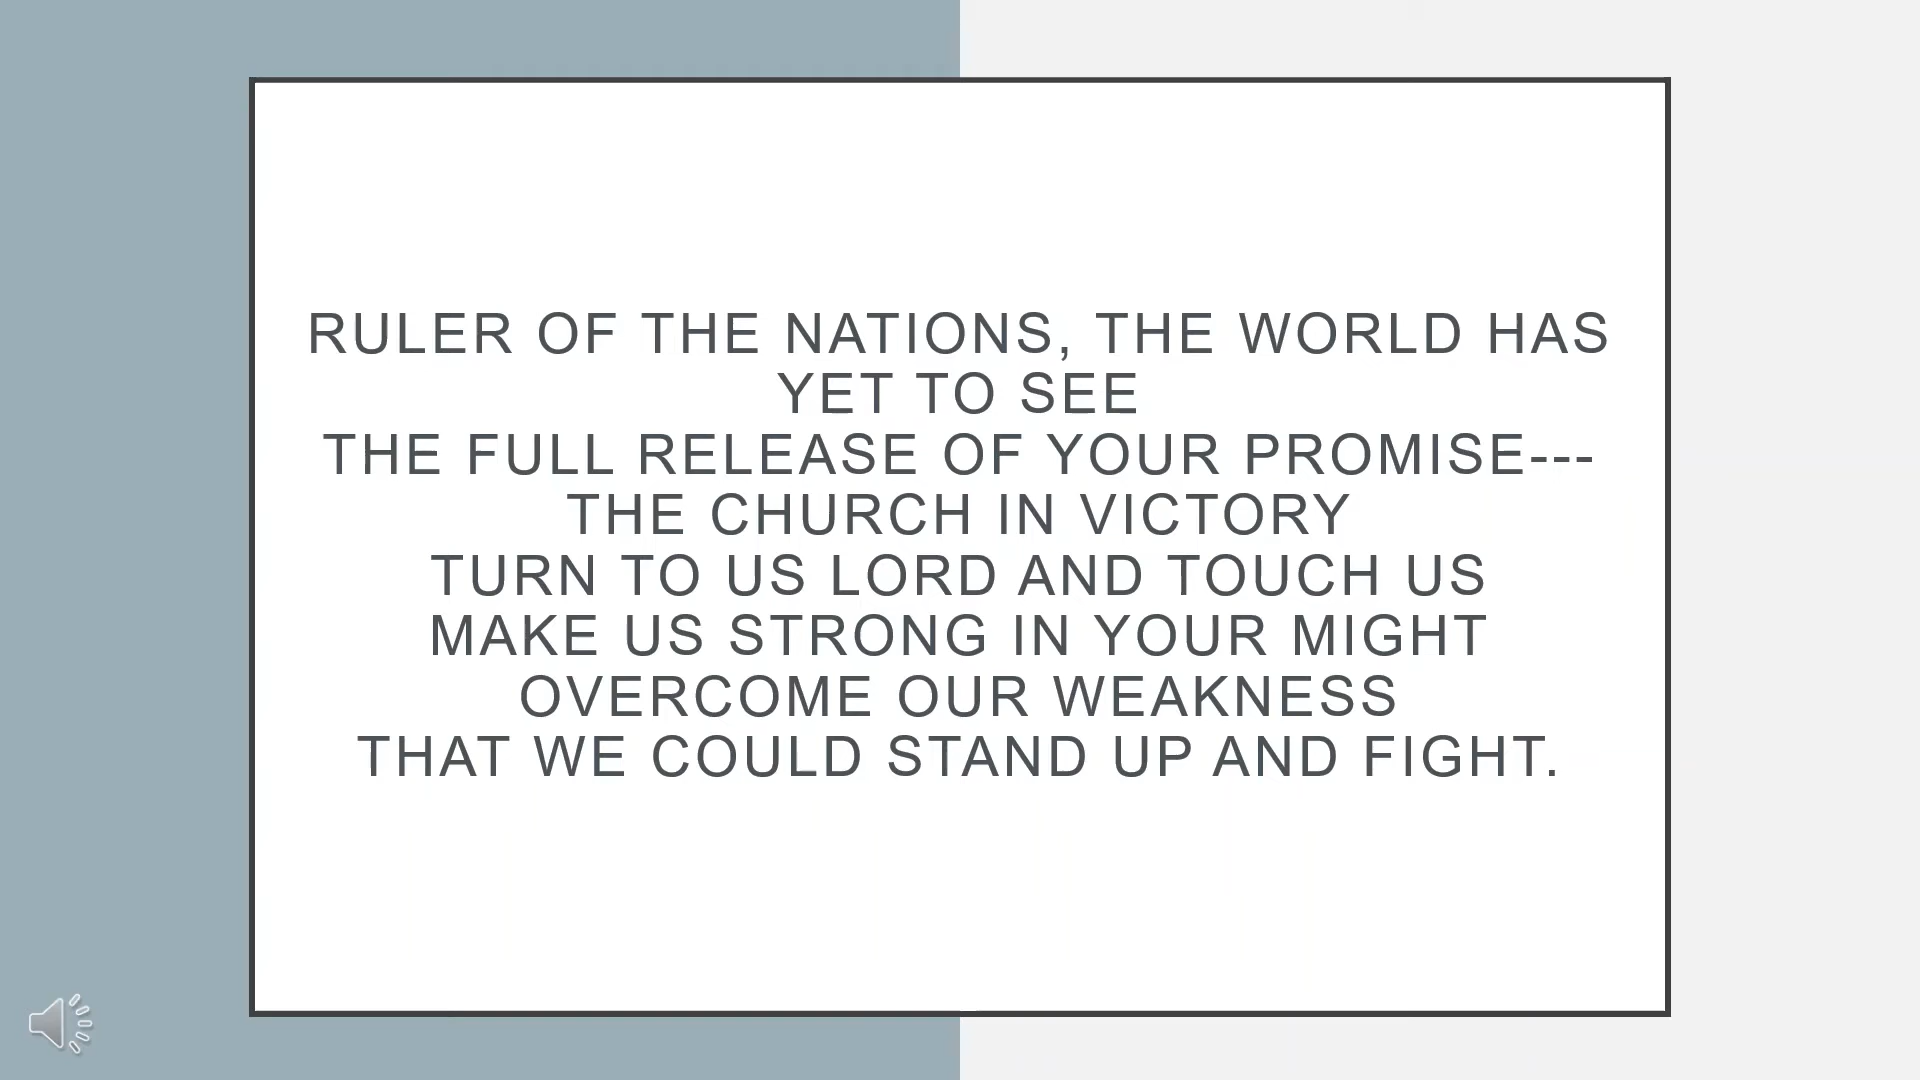 RULER OF THE NATIONS, THE WORLD HAS
YET TO SEE
THE FULL RELEASE OF YOUR PROMISE---
THE CHURCH IN VICTORY
TURN TO US LORD AND TOUCH US
MAKE US STRONG IN YOUR MIGHT
OVERCOME OUR WEAKNESS
THAT WE COULD STAND UP AND FIGHT.